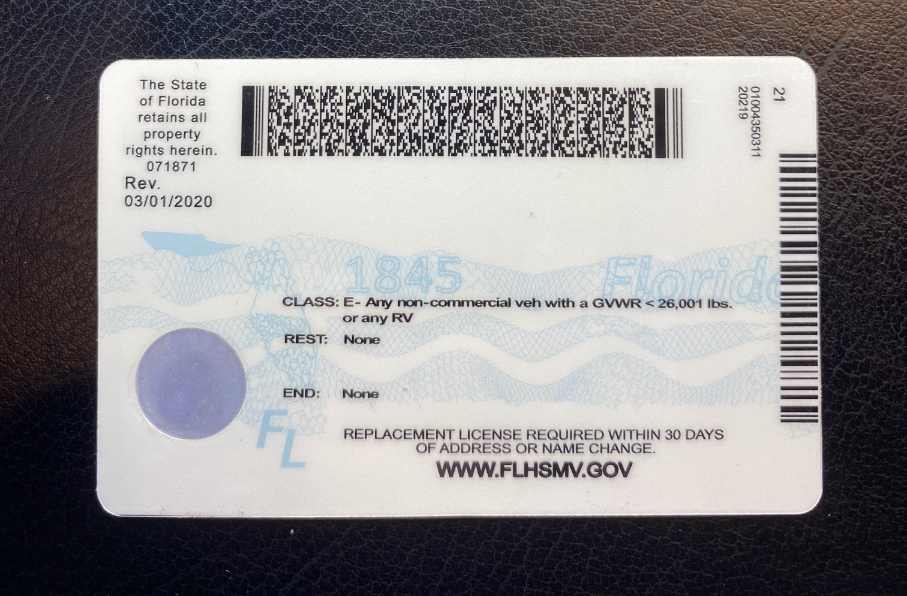 The State
of Florida
retains all
property
rights herein.
071871
Rev.
03/01/2020
21
01004350311
20219
1845
Florida
CLASS: E- Any non-commercial veh with a GVWR < 26,001 lbs.
or any RV
REST: None
END: None
FL
REPLACEMENT LICENSE REQUIRED WITHIN 30 DAYS
OF ADDRESS OR NAME CHANGE.
WWW.FLHSMV.GOV